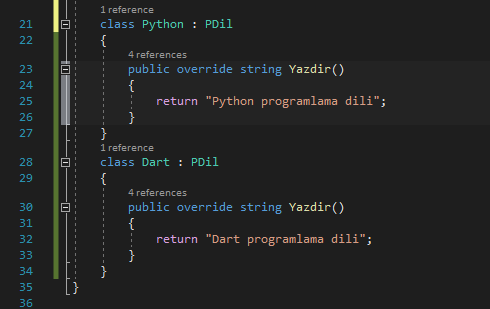 1 reference
21 class Python : PDil
22 {
4 references
23 public override string Yazdir()
24 {
25 return "Python programlama dili";
26 }
27 }
1 reference
28 class Dart : PDil
29 {
4 references
30 public override string Yazdir()
31 {
32 return "Dart programlama dili";
33 }
34 }
35 }
36